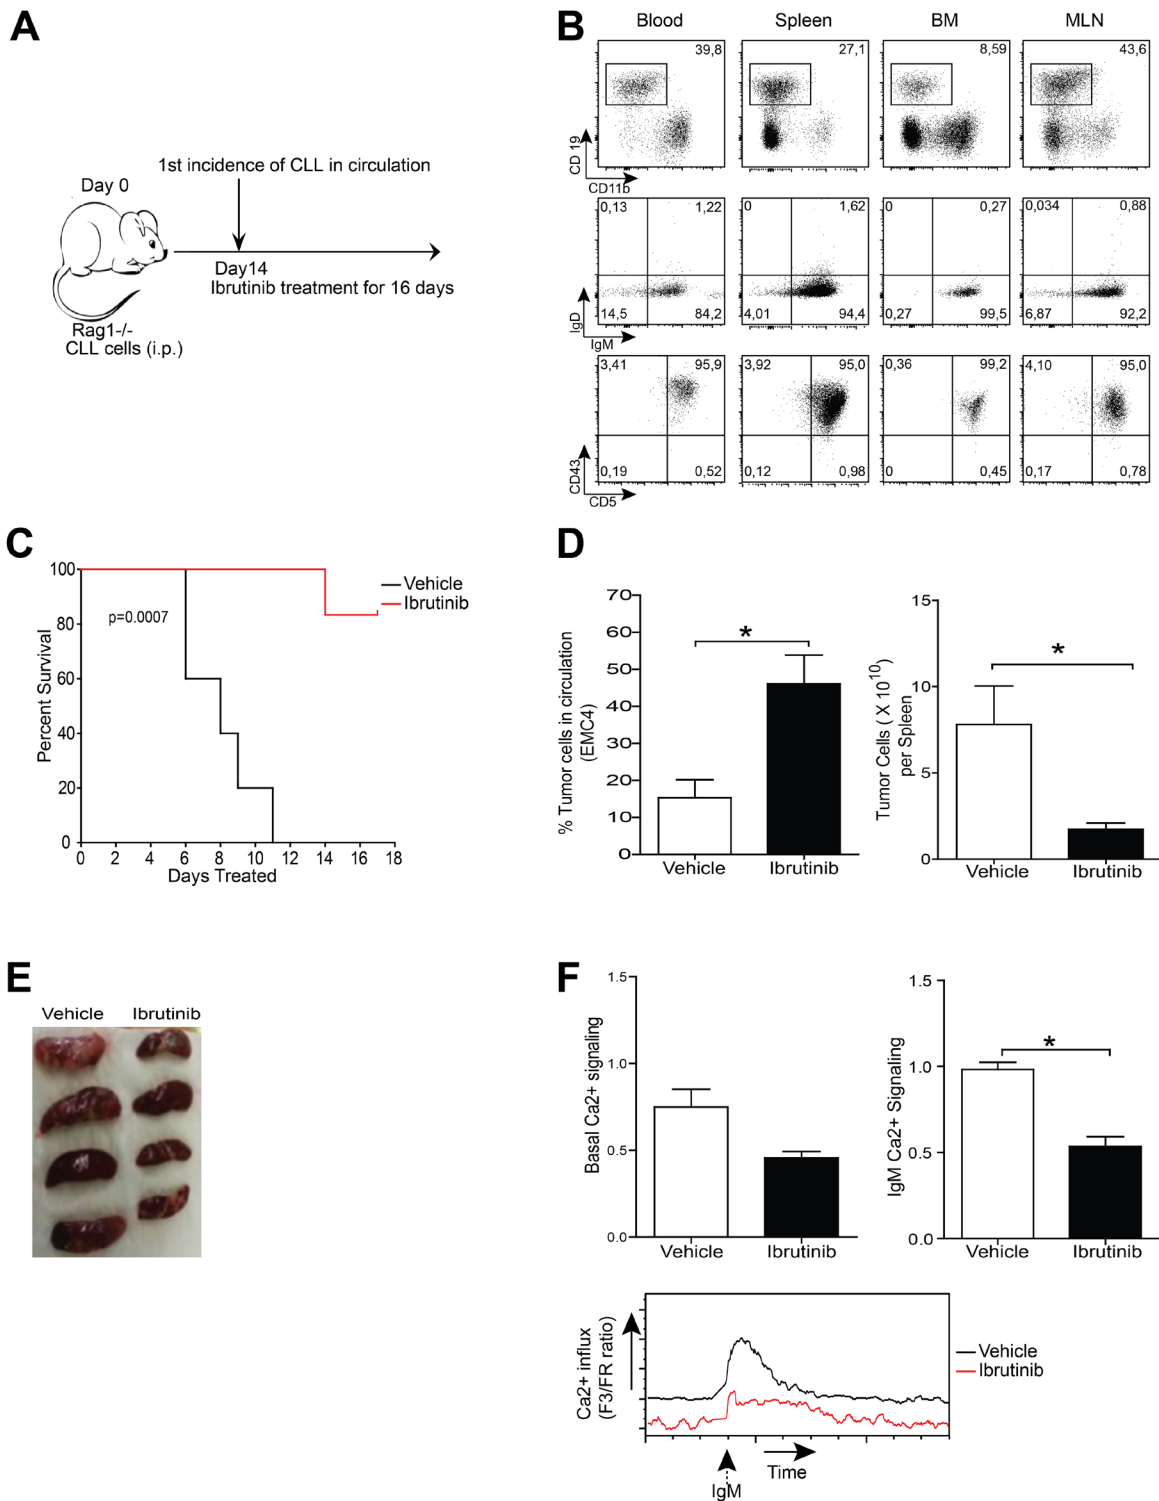 A
Day 0
1st incidence of CLL in circulation
Day14
Ibrutinib treatment for 16 days
Rag1-/-
CLL cells (i.p.)
B
Blood Spleen BM MLN
39,8 27,1 8,59 43,6
CD 19
CD11b
0,13 1,22 0 1,62 0 0,27 0,034 0,88
14,5 84,2 4,01 94,4 0,27 99,5 6,87 92,2
IgD
IgM
3,41 95,9 3,92 95,0 0,36 99,2 4,10 95,0
0,19 0,52 0,12 0,98 0 0,45 0,17 0,78
CD43
CD5
C
Percent Survival
100
80
60
40
20
0
0 2 4 6 8 10 12 14 16 18
Days Treated
p=0.0007
Vehicle
Ibrutinib
D
% Tumor cells in circulation
(EMC4)
70
60
50
40
30
20
10
0
*
Vehicle Ibrutinib
Tumor Cells ( X 10^10)
per Spleen
15
10
5
0
*
Vehicle Ibrutinib
E
Vehicle Ibrutinib
F
Basal Ca2+ signaling
1.5
1.0
0.5
0.0
Vehicle Ibrutinib
IgM Ca2+ Signaling
1.5
1.0
0.5
0.0
*
Vehicle Ibrutinib
Ca2+ influx
(F3/FR ratio)
Vehicle
Ibrutinib
Time
IgM